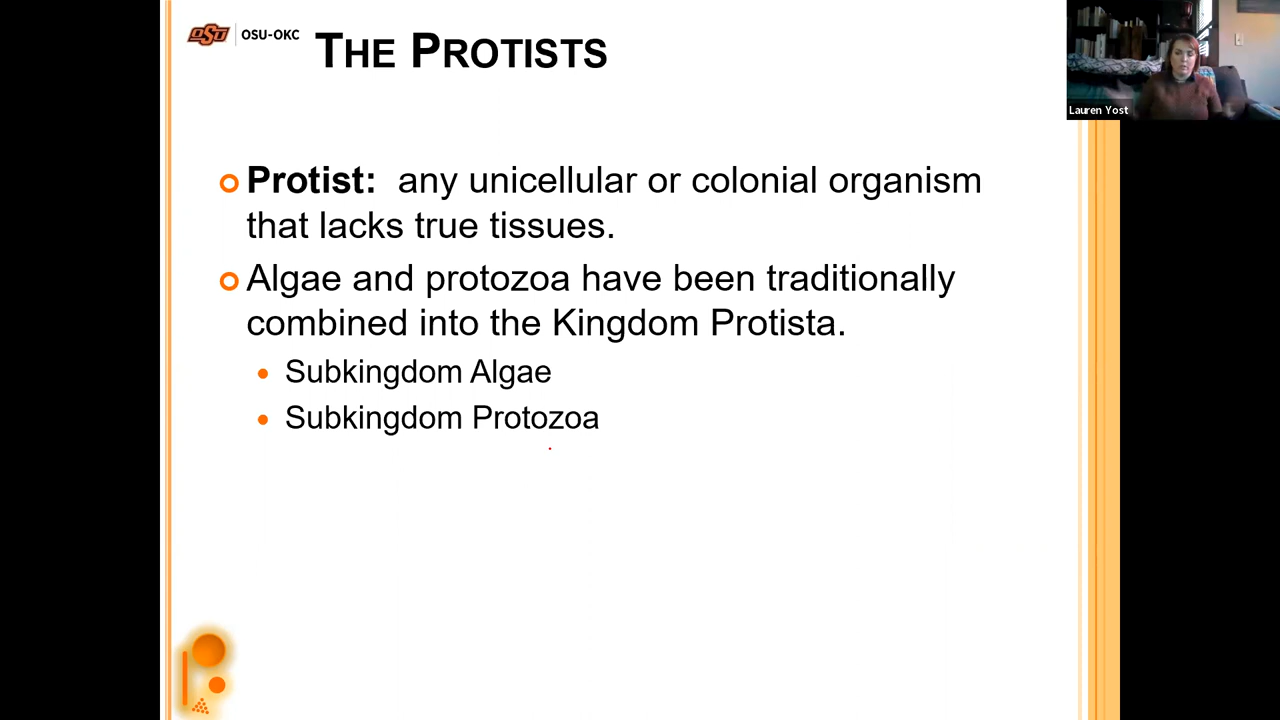 OSU OSU-OKC
THE PROTISTS
Lauren Yost
Protist: any unicellular or colonial organism
that lacks true tissues.
Algae and protozoa have been traditionally
combined into the Kingdom Protista.
Subkingdom Algae
Subkingdom Protozoa